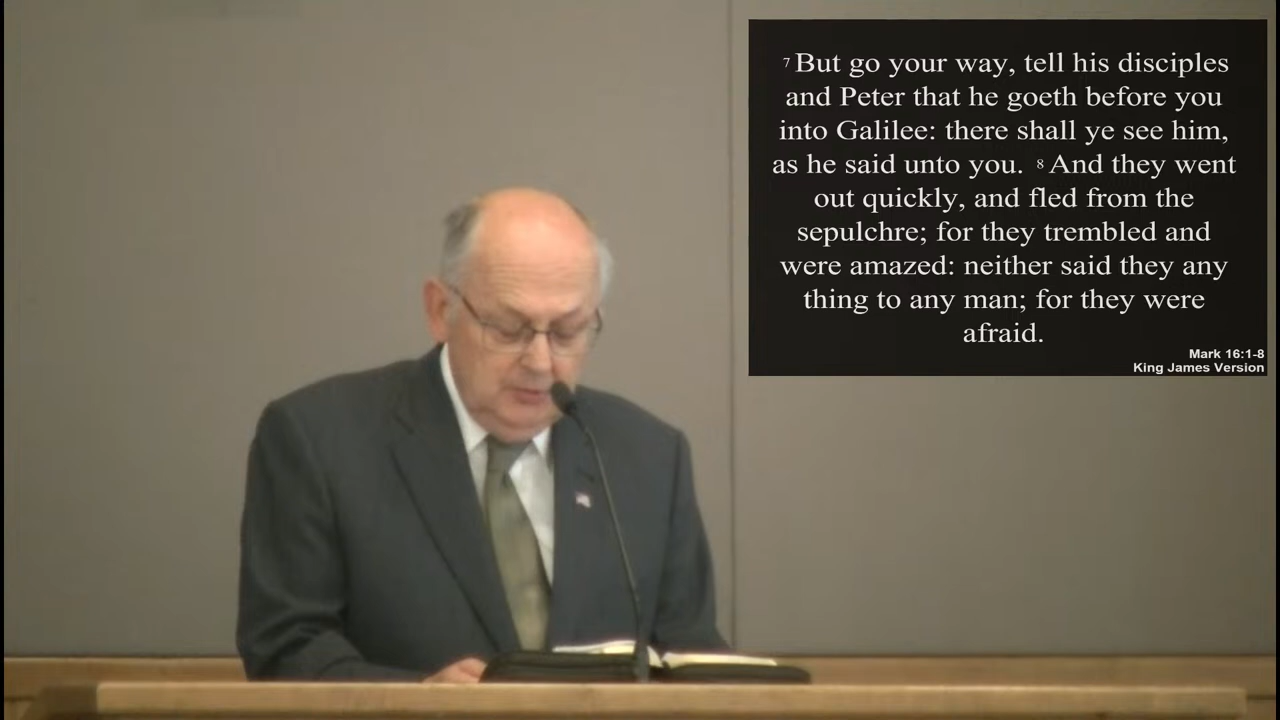 7 But go your way, tell his disciples
and Peter that he goeth before you
into Galilee: there shall ye see him,
as he said unto you. 8 And they went
out quickly, and fled from the
sepulchre; for they trembled and
were amazed: neither said they any
thing to any man; for they were
afraid.
Mark 16:1-8
King James Version